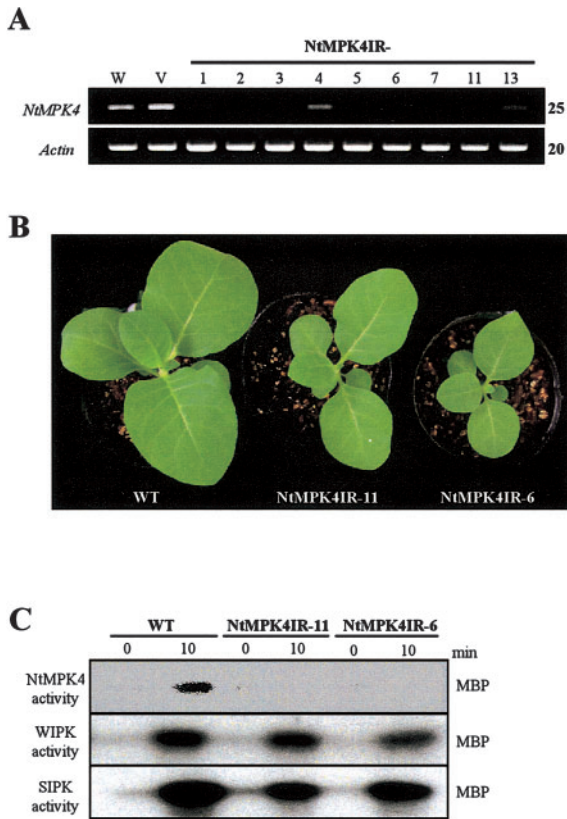 A
NtMPK4IR-
W V 1 2 3 4 5 6 7 11 13
NtMPK4 25
Actin 20
B
WT NtMPK4IR-11 NtMPK4IR-6
C
WT NtMPK4IR-11 NtMPK4IR-6
0 10 0 10 0 10 min
NtMPK4
activity MBP
WIPK
activity MBP
SIPK
activity MBP